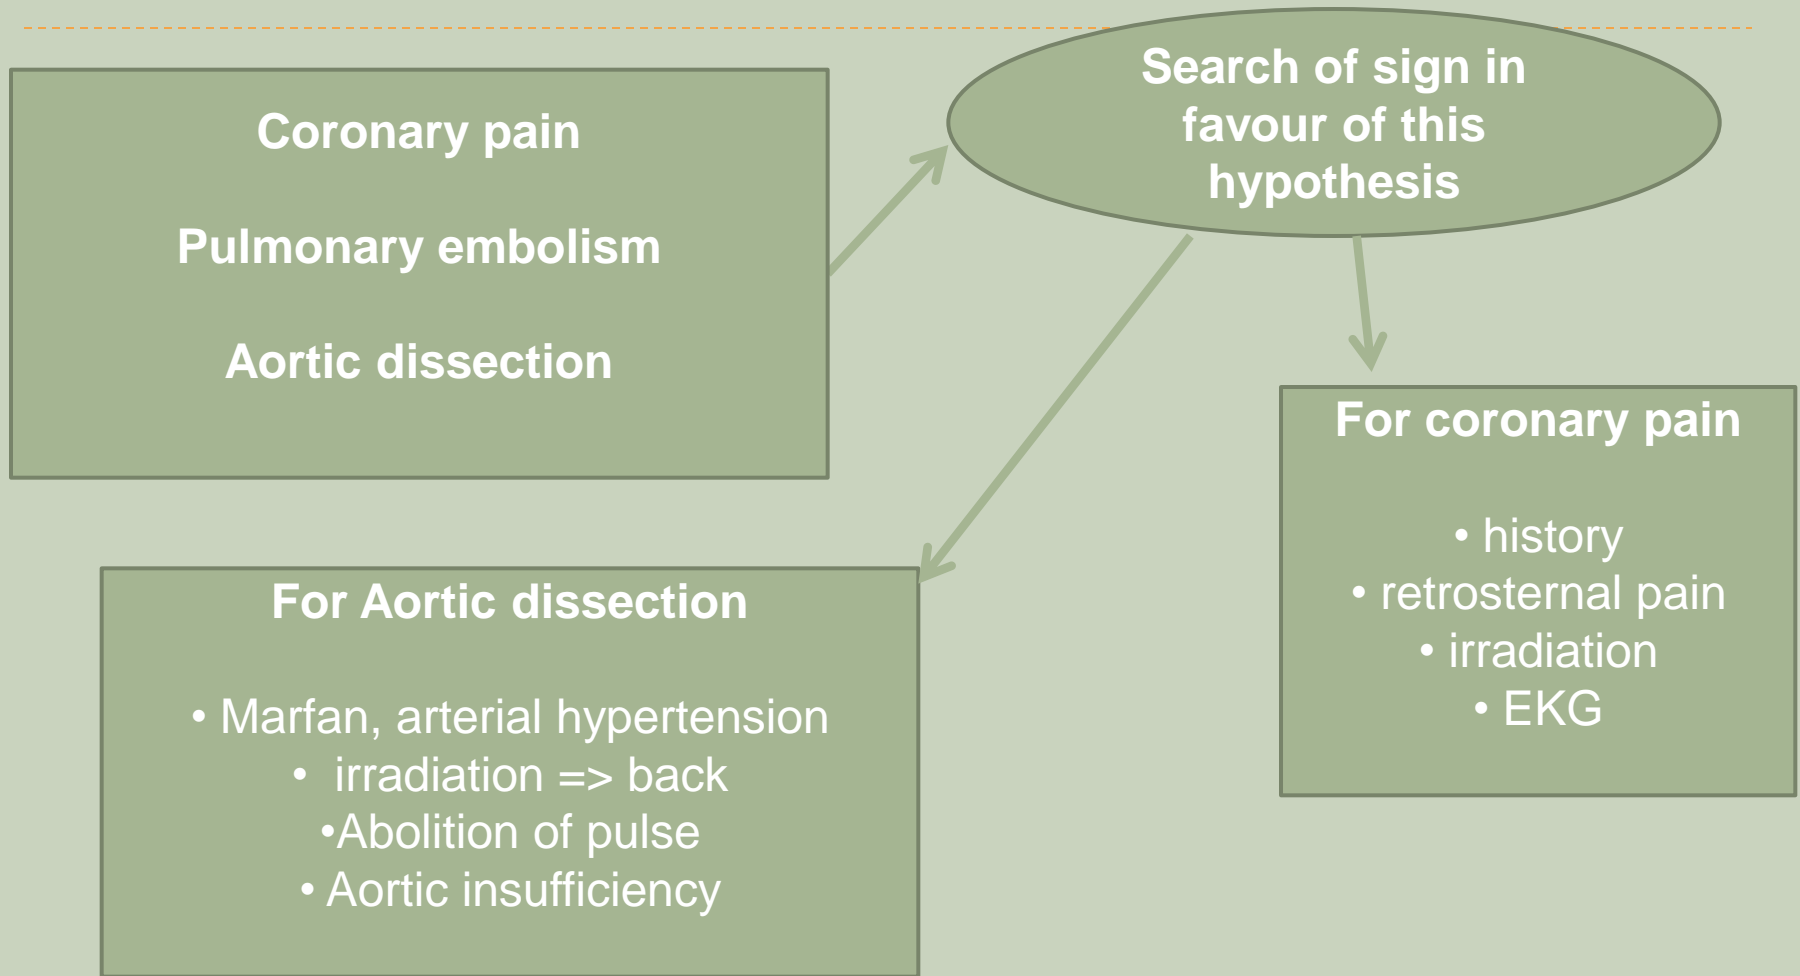 Coronary pain
Pulmonary embolism
Aortic dissection
Search of sign in
favour of this
hypothesis
For coronary pain
• history
• retrosternal pain
• irradiation
• EKG
For Aortic dissection
• Marfan, arterial hypertension
• irradiation => back
•Abolition of pulse
• Aortic insufficiency